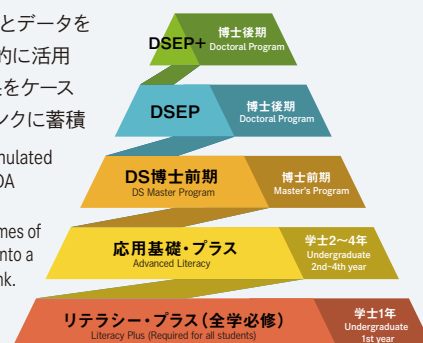 とデータを
的に活用
をケース
ンクに蓄積
mulated
DA
mes of
nto a
nk.
DSEP+
博士後期
Doctoral Program
DSEP
博士後期
Doctoral Program
DS博士前期
DS Master Program
博士前期
Master's Program
応用基礎・プラス
Advanced Literacy
学士2〜4年
Undergraduate
2nd-4th year
リテラシー・プラス(全学必修)
Literacy Plus (Required for all students)
学士1年
Undergraduate
1st year